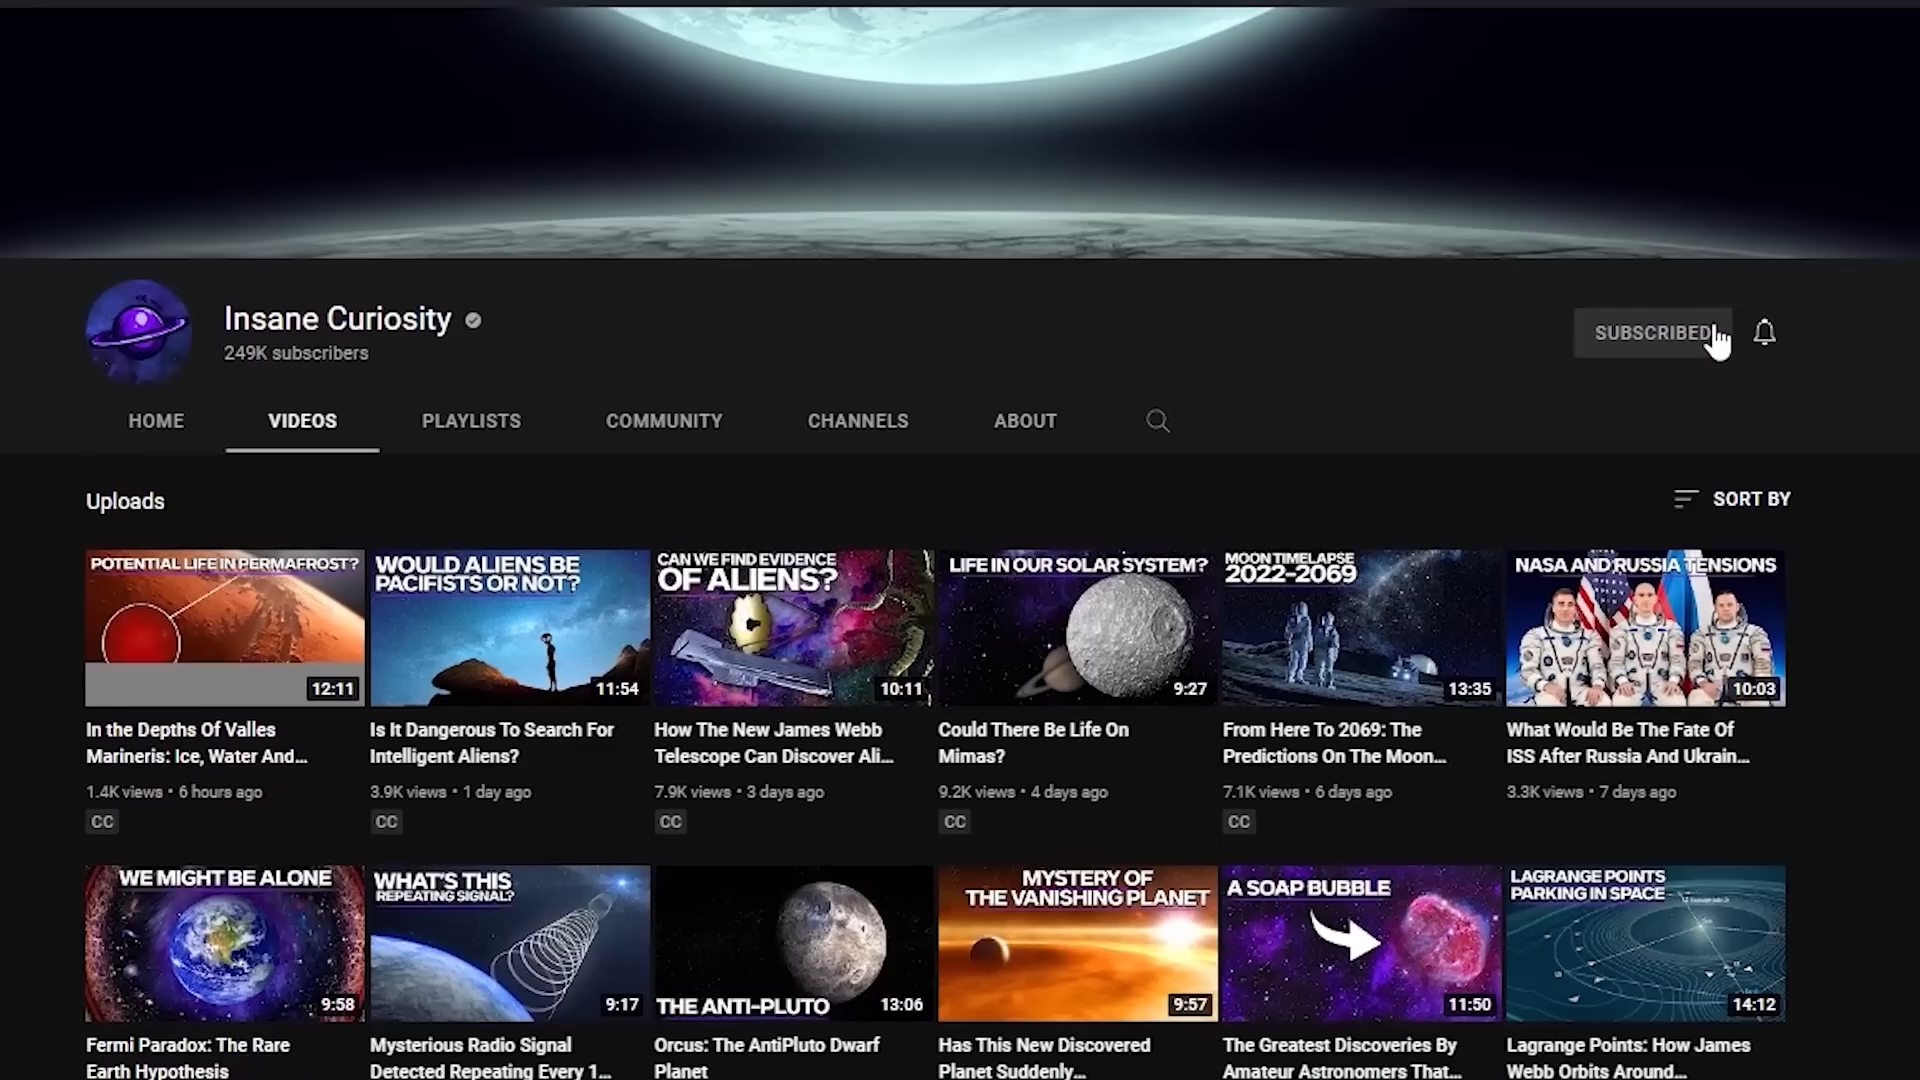 Insane Curiosity
249K subscribers
SUBSCRIBED
HOME
VIDEOS
PLAYLISTS
COMMUNITY
CHANNELS
ABOUT
Uploads
SORT BY
POTENTIAL LIFE IN PERMAFROST?
12:11
In the Depths Of Valles
Marineris: Ice, Water And...
1.4K views • 6 hours ago
CC
WOULD ALIENS BE
PACIFISTS OR NOT?
11:54
Is It Dangerous To Search For
Intelligent Aliens?
3.9K views • 1 day ago
CC
CAN WE FIND EVIDENCE
OF ALIENS?
10:11
How The New James Webb
Telescope Can Discover Ali...
7.9K views • 3 days ago
CC
LIFE IN OUR SOLAR SYSTEM?
9:27
Could There Be Life On
Mimas?
9.2K views • 4 days ago
CC
MOON TIMELAPSE
2022-2069
13:35
From Here To 2069: The
Predictions On The Moon...
7.1K views • 6 days ago
CC
NASA AND RUSSIA TENSIONS
10:03
What Would Be The Fate Of
ISS After Russia And Ukrain...
3.3K views • 7 days ago
WE MIGHT BE ALONE
9:58
Fermi Paradox: The Rare
Earth Hypothesis
WHAT'S THIS
REPEATING SIGNAL?
9:17
Mysterious Radio Signal
Detected Repeating Every 1...
THE ANTI-PLUTO
13:06
Orcus: The AntiPluto Dwarf
Planet
MYSTERY OF
THE VANISHING PLANET
9:57
Has This New Discovered
Planet Suddenly...
A SOAP BUBBLE
11:50
The Greatest Discoveries By
Amateur Astronomers That...
LAGRANGE POINTS
PARKING IN SPACE
14:12
Lagrange Points: How James
Webb Orbits Around...